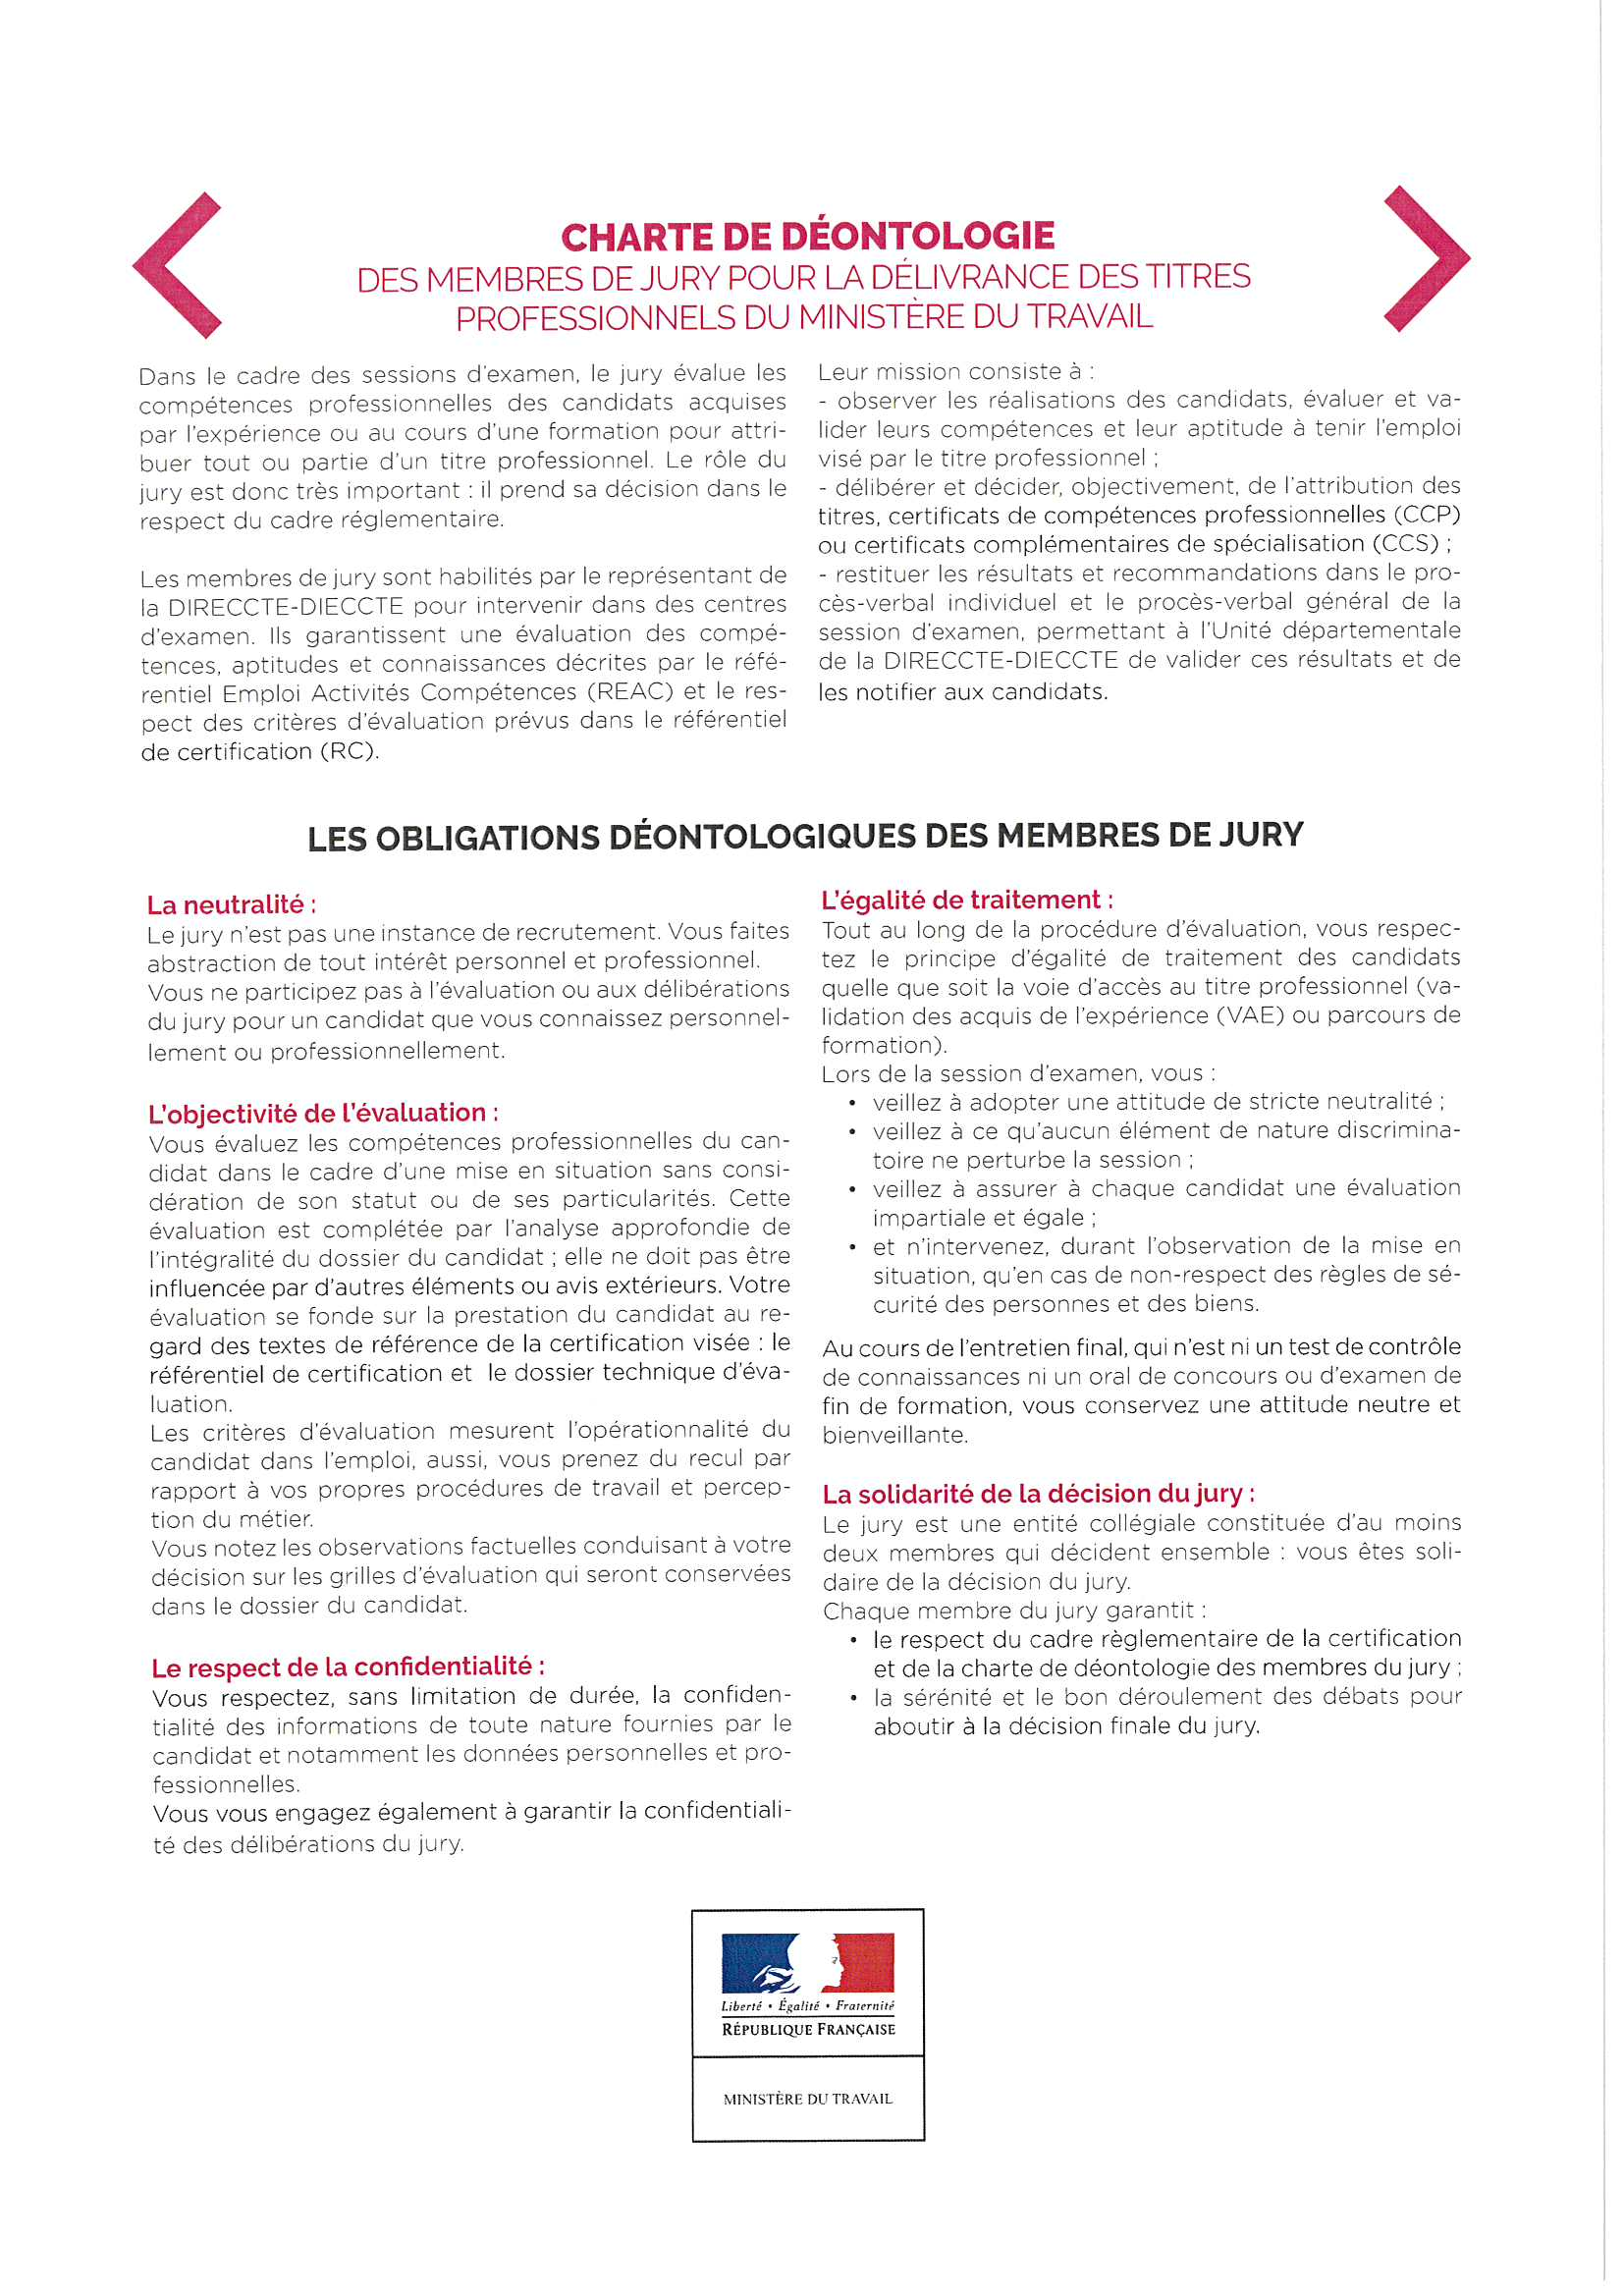 CHARTE DE DÉONTOLOGIE
DES MEMBRES DE JURY POUR LA DÉLIVRANCE DES TITRES
PROFESSIONNELS DU MINISTÈRE DU TRAVAIL
Dans le cadre des sessions d'examen, le jury évalue les
compétences professionnelles des candidats acquises
par l'expérience ou au cours d'une formation pour attri-
buer tout ou partie d'un titre professionnel. Le rôle du
jury est donc très important : il prend sa décision dans le
respect du cadre réglementaire.
Les membres de jury sont habilités par le représentant de
la DIRECCTE-DIECCTE pour intervenir dans des centres
d'examen. Ils garantissent une évaluation des compé-
tences, aptitudes et connaissances décrites par le réfé-
rentiel Emploi Activités Compétences (REAC) et le res-
pect des critères d'évaluation prévus dans le référentiel
de certification (RC).
Leur mission consiste à :
- observer les réalisations des candidats, évaluer et va-
lider leurs compétences et leur aptitude à tenir l'emploi
visé par le titre professionnel ;
- délibérer et décider, objectivement, de l'attribution des
titres, certificats de compétences professionnelles (CCP)
ou certificats complémentaires de spécialisation (CCS) ;
- restituer les résultats et recommandations dans le pro-
cès-verbal individuel et le procès-verbal général de la
session d'examen, permettant à l'Unité départementale
de la DIRECCTE-DIECCTE de valider ces résultats et de
les notifier aux candidats.
LES OBLIGATIONS DÉONTOLOGIQUES DES MEMBRES DE JURY
La neutralité :
Le jury n'est pas une instance de recrutement. Vous faites
abstraction de tout intérêt personnel et professionnel.
Vous ne participez pas à l'évaluation ou aux délibérations
du jury pour un candidat que vous connaissez personnel-
lement ou professionnellement.
L'objectivité de l'évaluation :
Vous évaluez les compétences professionnelles du can-
didat dans le cadre d'une mise en situation sans consi-
dération de son statut ou de ses particularités. Cette
évaluation est complétée par l'analyse approfondie de
l'intégralité du dossier du candidat ; elle ne doit pas être
influencée par d'autres éléments ou avis extérieurs. Votre
évaluation se fonde sur la prestation du candidat au re-
gard des textes de référence de la certification visée : le
référentiel de certification et le dossier technique d'éva-
luation.
Les critères d'évaluation mesurent l'opérationnalité du
candidat dans l'emploi, aussi, vous prenez du recul par
rapport à vos propres procédures de travail et percep-
tion du métier.
Vous notez les observations factuelles conduisant à votre
décision sur les grilles d'évaluation qui seront conservées
dans le dossier du candidat.
Le respect de la confidentialité :
Vous respectez, sans limitation de durée, la confiden-
tialité des informations de toute nature fournies par le
candidat et notamment les données personnelles et pro-
fessionnelles.
Vous vous engagez également à garantir la confidentiali-
té des délibérations du jury.
L'égalité de traitement :
Tout au long de la procédure d'évaluation, vous respec-
tez le principe d'égalité de traitement des candidats
quelle que soit la voie d'accès au titre professionnel (va-
lidation des acquis de l'expérience (VAE) ou parcours de
formation).
Lors de la session d'examen, vous :
• veillez à adopter une attitude de stricte neutralité ;
• veillez à ce qu'aucun élément de nature discrimina-
toire ne perturbe la session ;
• veillez à assurer à chaque candidat une évaluation
impartiale et égale ;
• et n'intervenez, durant l'observation de la mise en
situation, qu'en cas de non-respect des règles de sé-
curité des personnes et des biens.
Au cours de l'entretien final, qui n'est ni un test de contrôle
de connaissances ni un oral de concours ou d'examen de
fin de formation, vous conservez une attitude neutre et
bienveillante.
La solidarité de la décision du jury :
Le jury est une entité collégiale constituée d'au moins
deux membres qui décident ensemble : vous êtes soli-
daire de la décision du jury.
Chaque membre du jury garantit :
• le respect du cadre règlementaire de la certification
et de la charte de déontologie des membres du jury ;
• la sérénité et le bon déroulement des débats pour
aboutir à la décision finale du jury.
Liberté • Égalité • Fraternité
RÉPUBLIQUE FRANÇAISE
MINISTÈRE DU TRAVAIL